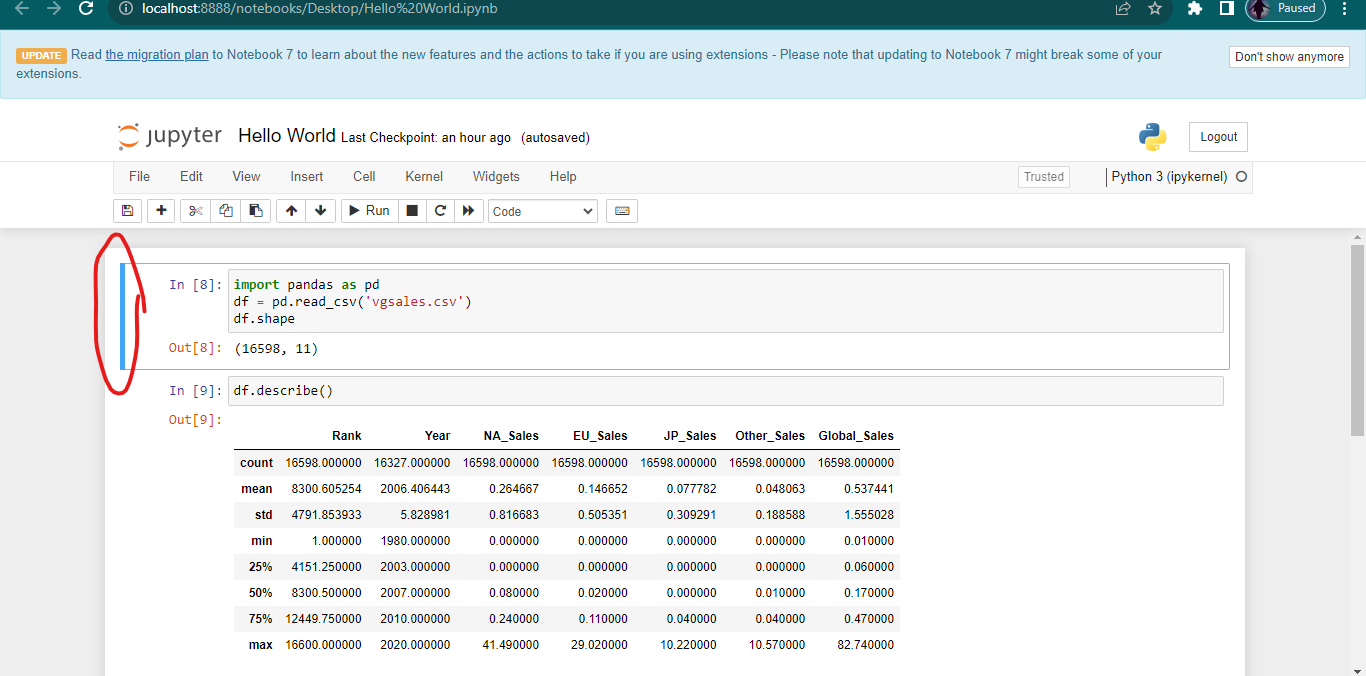 localhost:8888/notebooks/Desktop/Hello%20World.ipynb
Paused
UPDATE Read the migration plan to Notebook 7 to learn about the new features and the actions to take if you are using extensions - Please note that updating to Notebook 7 might break some of your
extensions.
Don't show anymore
jupyter Hello World Last Checkpoint: an hour ago (autosaved)
Logout
File Edit View Insert Cell Kernel Widgets Help
Trusted
Python 3 (ipykernel)
Run
Code
In [8]: import pandas as pd
df = pd.read_csv('vgsales.csv')
df.shape
Out[8]: (16598, 11)
In [9]: df.describe()
Out[9]:
Rank Year NA_Sales EU_Sales JP_Sales Other_Sales Global_Sales
count 16598.000000 16327.000000 16598.000000 16598.000000 16598.000000 16598.000000 16598.000000
mean 8300.605254 2006.406443 0.264667 0.146652 0.077782 0.048063 0.537441
std 4791.853933 5.828981 0.816683 0.505351 0.309291 0.188588 1.555028
min 1.000000 1980.000000 0.000000 0.000000 0.000000 0.000000 0.010000
25% 4151.250000 2003.000000 0.000000 0.000000 0.000000 0.000000 0.060000
50% 8300.500000 2007.000000 0.080000 0.020000 0.000000 0.010000 0.170000
75% 12449.750000 2010.000000 0.240000 0.110000 0.040000 0.040000 0.470000
max 16600.000000 2020.000000 41.490000 29.020000 10.220000 10.570000 82.740000